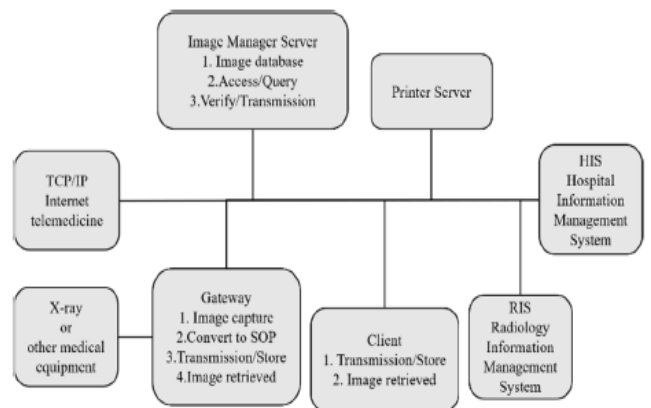 Image Manager Server
1. Image database
2.Access/Query
3.Verify/Transmission
Printer Server
TCP/IP
Internet
telemedicine
HIS
Hospital
Information
Management
System
X-ray
or
other medical
equipment
Gateway
1. Image capture
2.Convert to SOP
3.Transmission/Store
4.Image retrieved
Client
1. Transmission/Store
2. Image retrieved
RIS
Radiology
Information
Management
System